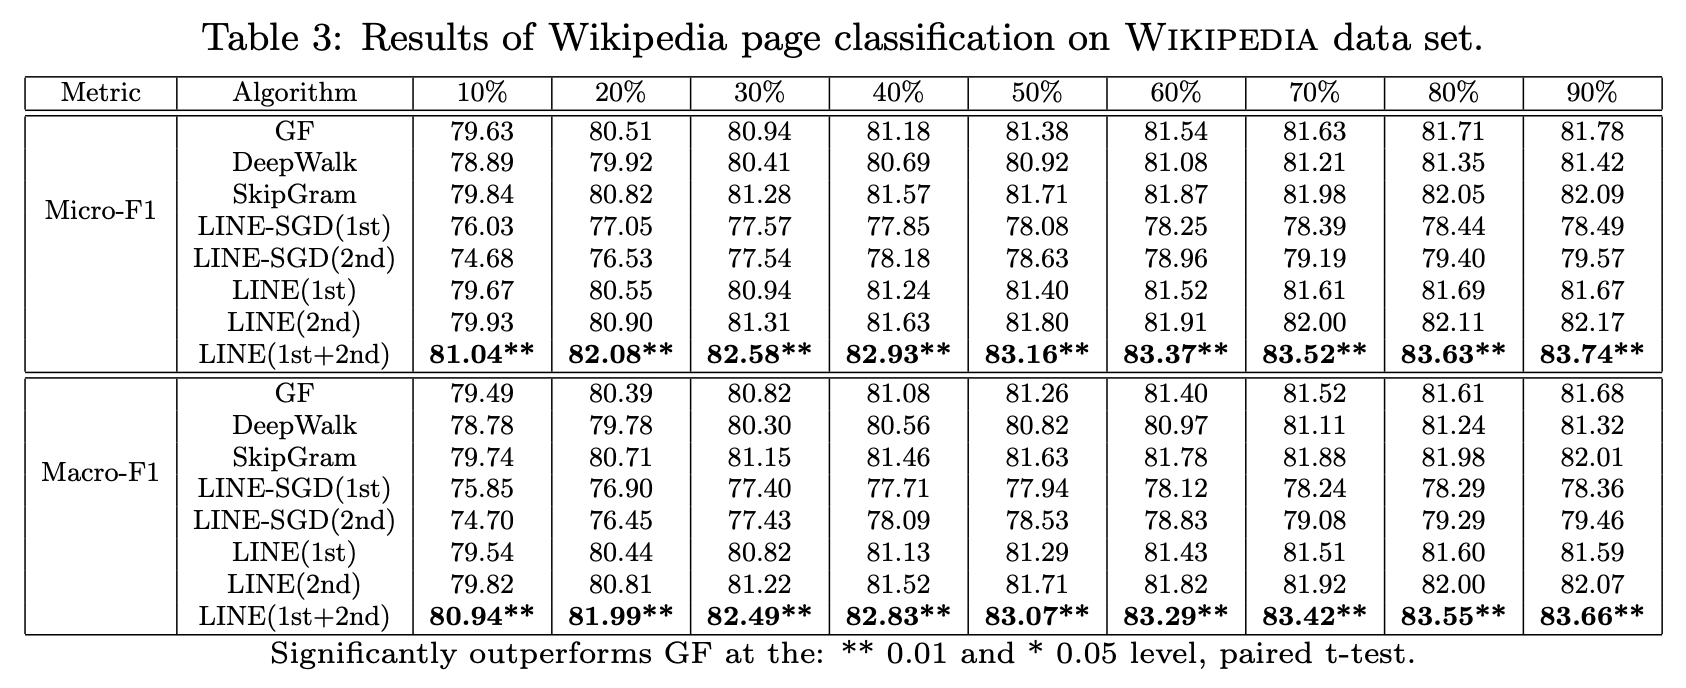 Table 3: Results of Wikipedia page classification on WIKIPEDIA data set.
Metric Algorithm 10% 20% 30% 40% 50% 60% 70% 80% 90%
GF 79.63 80.51 80.94 81.18 81.38 81.54 81.63 81.71 81.78
DeepWalk 78.89 79.92 80.41 80.69 80.92 81.08 81.21 81.35 81.42
SkipGram 79.84 80.82 81.28 81.57 81.71 81.87 81.98 82.05 82.09
Micro-F1
LINE-SGD(1st) 76.03 77.05 77.57 77.85 78.08 78.25 78.39 78.44 78.49
LINE-SGD(2nd) 74.68 76.53 77.54 78.18 78.63 78.96 79.19 79.40 79.57
LINE(1st) 79.67 80.55 80.94 81.24 81.40 81.52 81.61 81.69 81.67
LINE(2nd) 79.93 80.90 81.31 81.63 81.80 81.91 82.00 82.11 82.17
LINE(1st+2nd) 81.04** 82.08** 82.58** 82.93** 83.16** 83.37** 83.52** 83.63** 83.74**
GF 79.49 80.39 80.82 81.08 81.26 81.40 81.52 81.61 81.68
DeepWalk 78.78 79.78 80.30 80.56 80.82 80.97 81.11 81.24 81.32
SkipGram 79.74 80.71 81.15 81.46 81.63 81.78 81.88 81.98 82.01
Macro-F1
LINE-SGD(1st) 75.85 76.90 77.40 77.71 77.94 78.12 78.24 78.29 78.36
LINE-SGD(2nd) 74.70 76.45 77.43 78.09 78.53 78.83 79.08 79.29 79.46
LINE(1st) 79.54 80.44 80.82 81.13 81.29 81.43 81.51 81.60 81.59
LINE(2nd) 79.82 80.81 81.22 81.52 81.71 81.82 81.92 82.00 82.07
LINE(1st+2nd) 80.94** 81.99** 82.49** 82.83** 83.07** 83.29** 83.42** 83.55** 83.66**
Significantly outperforms GF at the: ** 0.01 and * 0.05 level, paired t-test.